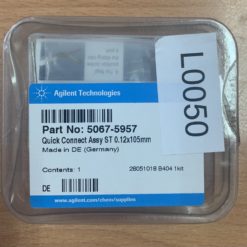 Agilent Technologies
L0050
Part No: 5067-5957
Quick Connect Assy ST 0.12x105mm
Made in DE (Germany)
Contents: 1
28051018 B404 1kit
DE
www.agilent.com/chem/supplies